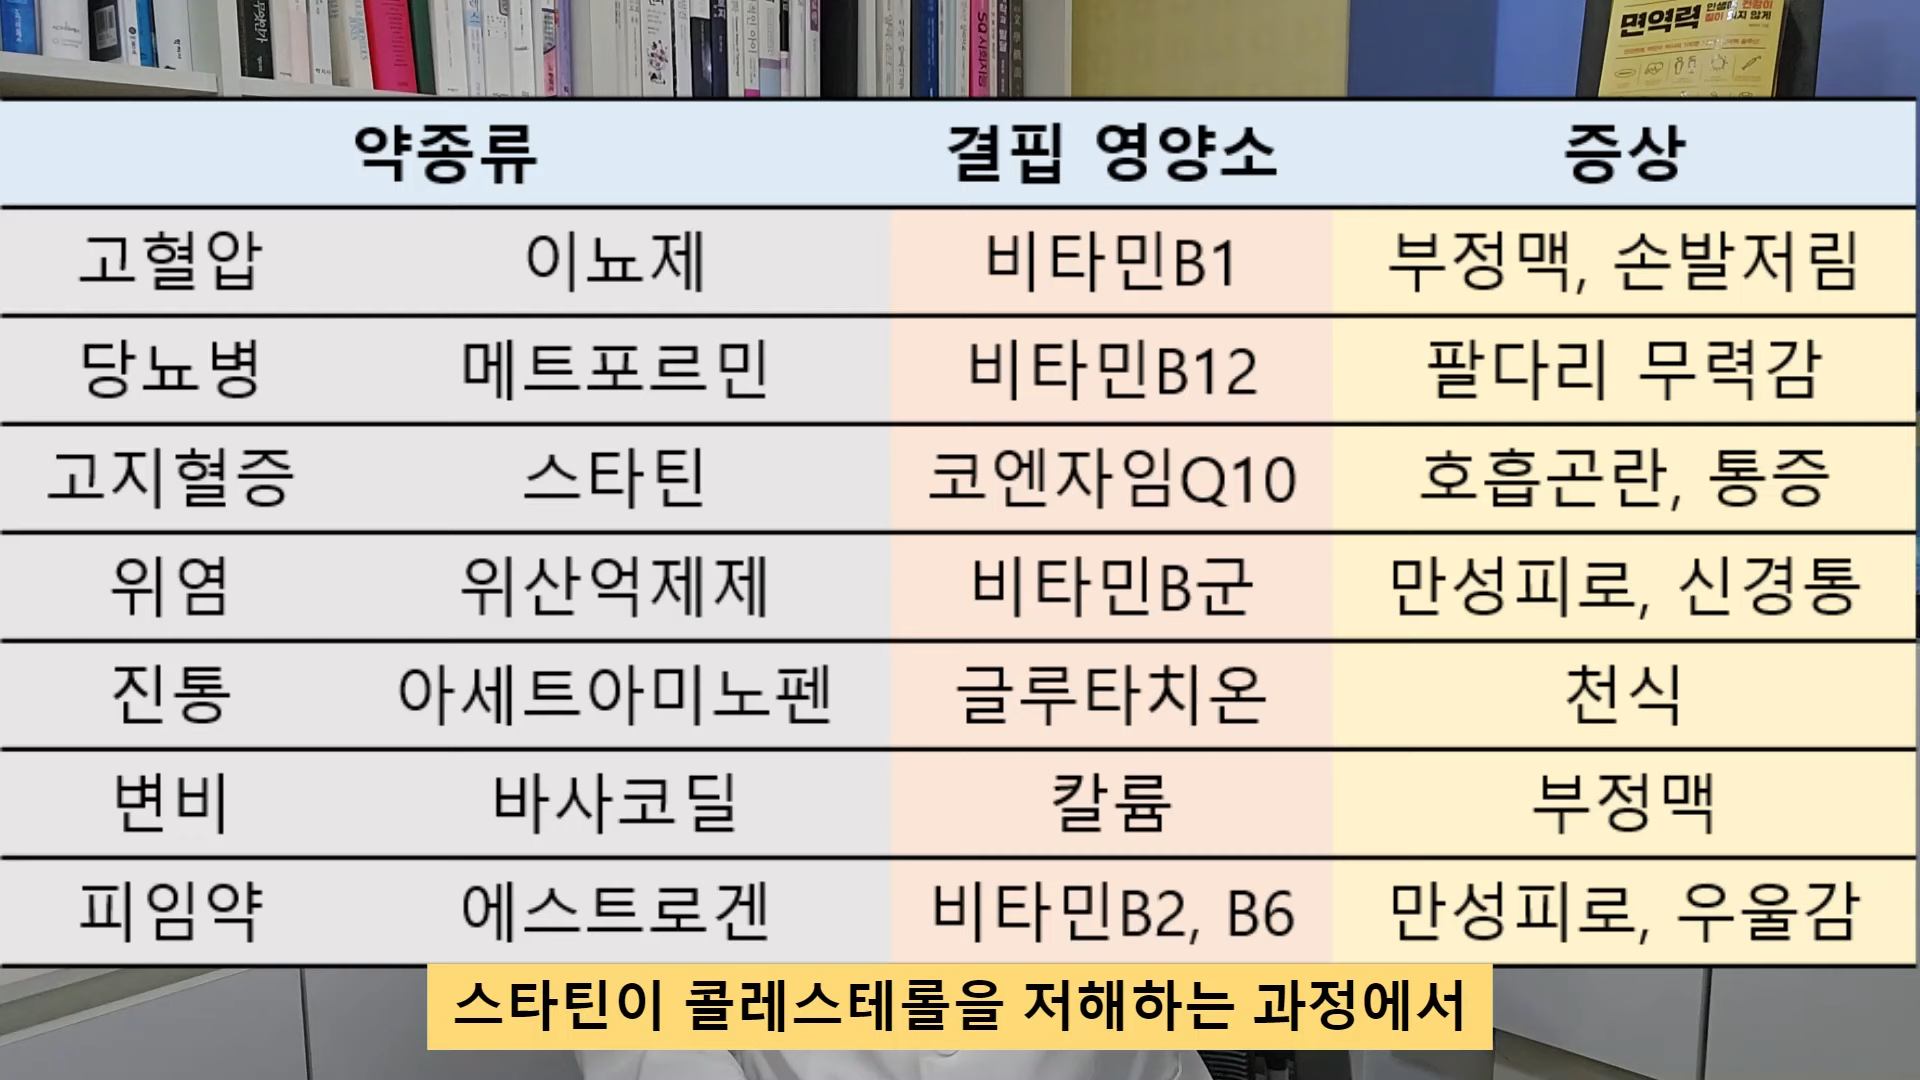 면역력
약종류 결핍 영양소 증상
고혈압 이뇨제 비타민B1 부정맥, 손발저림
당뇨병 메트포르민 비타민B12 팔다리 무력감
고지혈증 스타틴 코엔자임Q10 호흡곤란, 통증
위염 위산억제제 비타민B군 만성피로, 신경통
진통 아세트아미노펜 글루타치온 천식
변비 바사코딜 칼륨 부정맥
피임약 에스트로겐 비타민B2, B6 만성피로, 우울감
스타틴이 콜레스테롤을 저해하는 과정에서